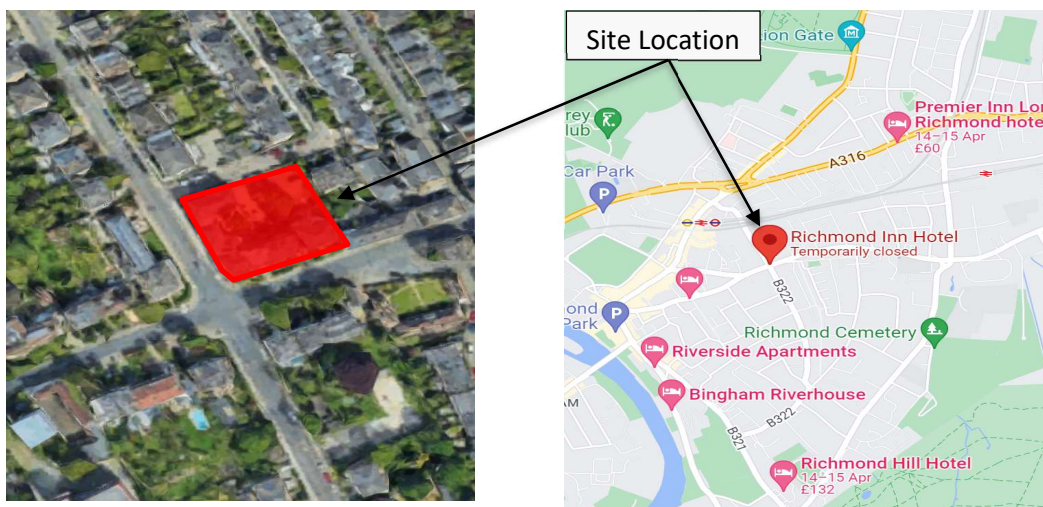 Site Location
ion Gate
Premier Inn Lon
Richmond hote
14–15 Apr
£60
rey
lub
A316
Car Park
Richmond Inn Hotel
Temporarily closed
B322
ond
Park
Richmond Cemetery
Riverside Apartments
Bingham Riverhouse
AM
B322
B321
Richmond Hill Hotel
14–15 Apr
£132